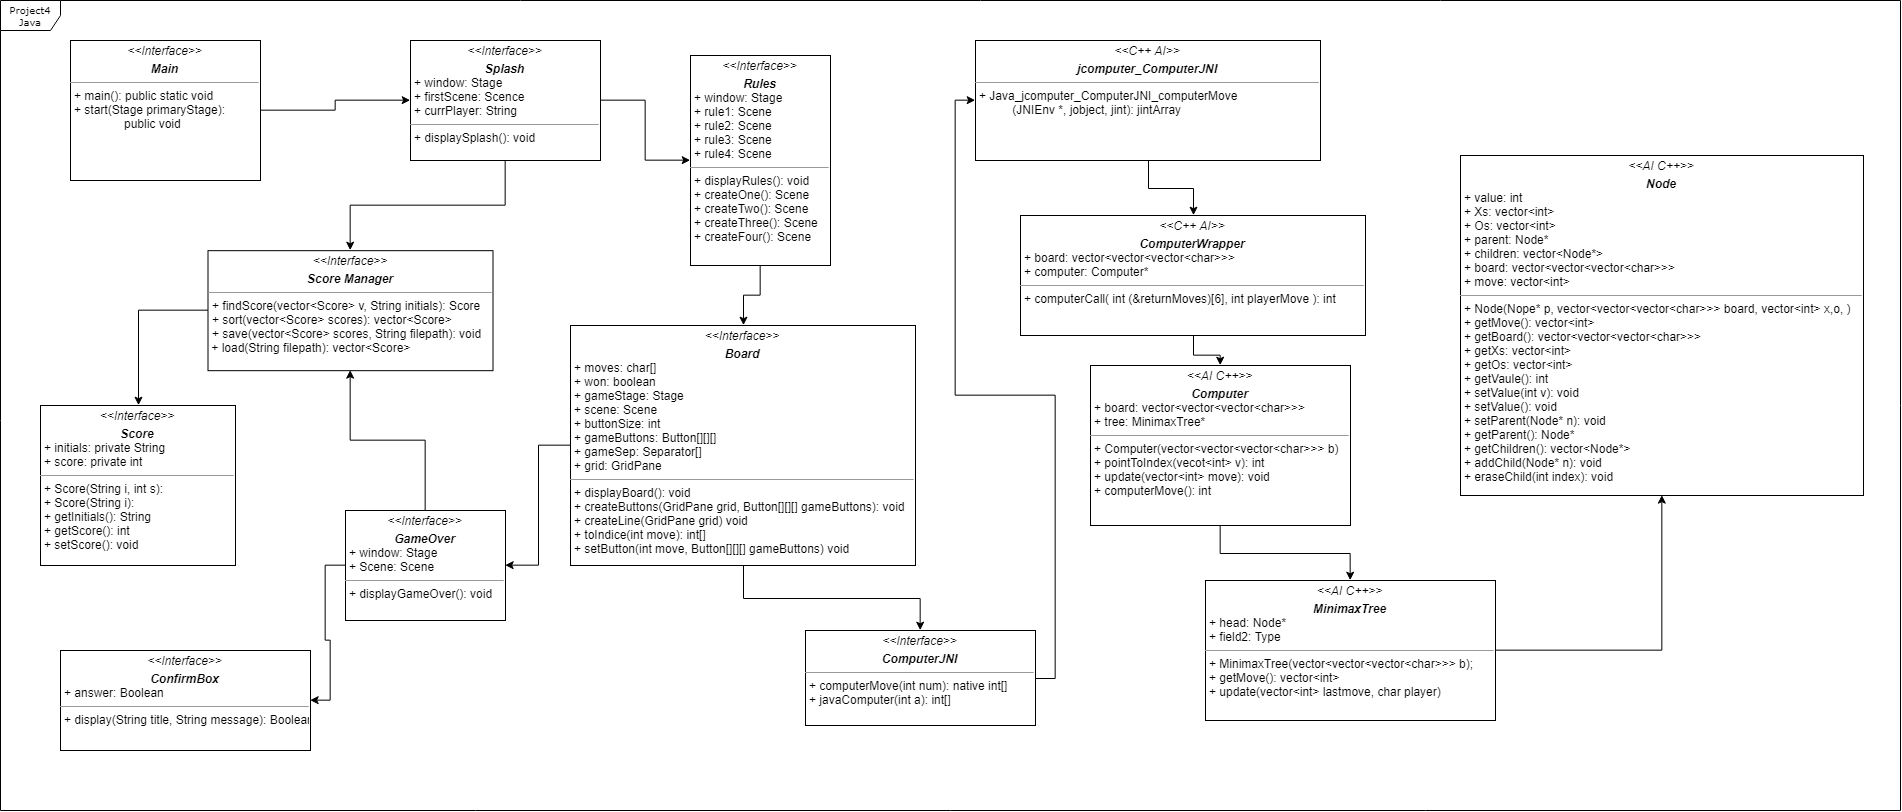 Project4
Java
<<Interface>>
Main
+ main(): public static void
+ start(Stage primaryStage):
public void
<<Interface>>
Splash
+ window: Stage
+ firstScene: Scence
+ currPlayer: String
+ displaySplash(): void
<<Interface>>
Rules
+ window: Stage
+ rule1: Scene
+ rule2: Scene
+ rule3: Scene
+ rule4: Scene
+ displayRules(): void
+ createOne(): Scene
+ createTwo(): Scene
+ createThree(): Scene
+ createFour(): Scene
<<Interface>>
Score Manager
+ findScore(vector<Score> v, String initials): Score
+ sort(vector<Score> scores): vector<Score>
+ save(vector<Score> scores, String filepath): void
+ load(String filepath): vector<Score>
<<Interface>>
Score
+ initials: private String
+ score: private int
+ Score(String i, int s):
+ Score(String i):
+ getInitials(): String
+ getScore(): int
+ setScore(): void
<<Interface>>
Board
+ moves: char[]
+ won: boolean
+ gameStage: Stage
+ scene: Scene
+ buttonSize: int
+ gameButtons: Button[][][]
+ gameSep: Separator[]
+ grid: GridPane
+ displayBoard(): void
+ createButtons(GridPane grid, Button[][][] gameButtons): void
+ createLine(GridPane grid) void
+ toIndice(int move): int[]
+ setButton(int move, Button[][][] gameButtons) void
<<Interface>>
GameOver
+ window: Stage
+ Scene: Scene
+ displayGameOver(): void
<<Interface>>
ConfirmBox
+ answer: Boolean
+ display(String title, String message): Boolean
<<Interface>>
ComputerJNI
+ computerMove(int num): native int[]
+ javaComputer(int a): int[]
<<C++ AI>>
jcomputer_ComputerJNI
+ Java_jcomputer_ComputerJNI_computerMove
(JNIEnv *, jobject, jint): jintArray
<<C++ AI>>
ComputerWrapper
+ board: vector<vector<vector<char>>>
+ computer: Computer*
+ computerCall( int (&returnMoves)[6], int playerMove ): int
<<AI C++>>
Computer
+ board: vector<vector<vector<char>>>
+ tree: MinimaxTree*
+ Computer(vector<vector<vector<char>>> b)
+ pointToIndex(vecot<int> v): int
+ update(vector<int> move): void
+ computerMove(): int
<<AI C++>>
MinimaxTree
+ head: Node*
+ field2: Type
+ MinimaxTree(vector<vector<vector<char>>> b);
+ getMove(): vector<int>
+ update(vector<int> lastmove, char player)
<<AI C++>>
Node
+ value: int
+ Xs: vector<int>
+ Os: vector<int>
+ parent: Node*
+ children: vector<Node*>
+ board: vector<vector<vector<char>>>
+ move: vector<int>
+ Node(Nope* p, vector<vector<vector<char>>> board, vector<int> x,o, )
+ getMove(): vector<int>
+ getBoard(): vector<vector<vector<char>>>
+ getXs: vector<int>
+ getOs: vector<int>
+ getVaule(): int
+ setValue(int v): void
+ setValue(): void
+ setParent(Node* n): void
+ getParent(): Node*
+ getChildren(): vector<Node*>
+ addChild(Node* n): void
+ eraseChild(int index): void